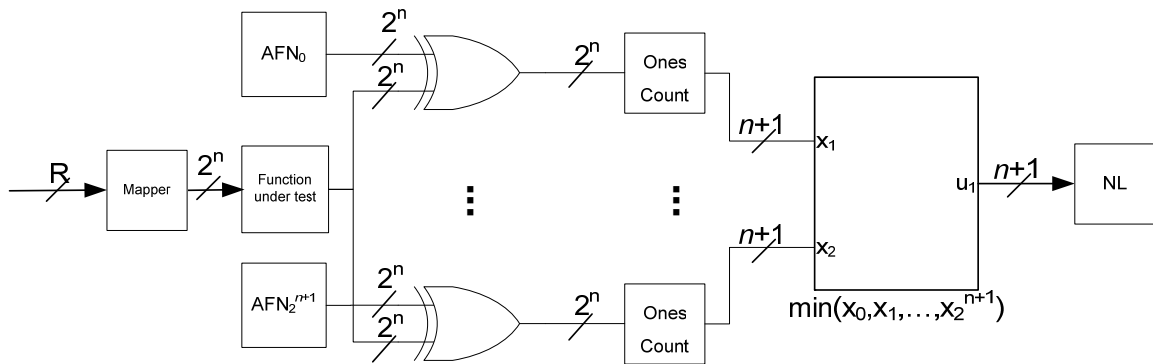 AFN₀
2ⁿ
2ⁿ
2ⁿ
Ones
Count
n+1
x₁
R
Mapper
2ⁿ
Function
under test
...
...
u₁
n+1
NL
n+1
x₂
AFN₂ⁿ⁺¹
2ⁿ
2ⁿ
2ⁿ
Ones
Count
min(x₀,x₁,...,x₂ⁿ⁺¹)